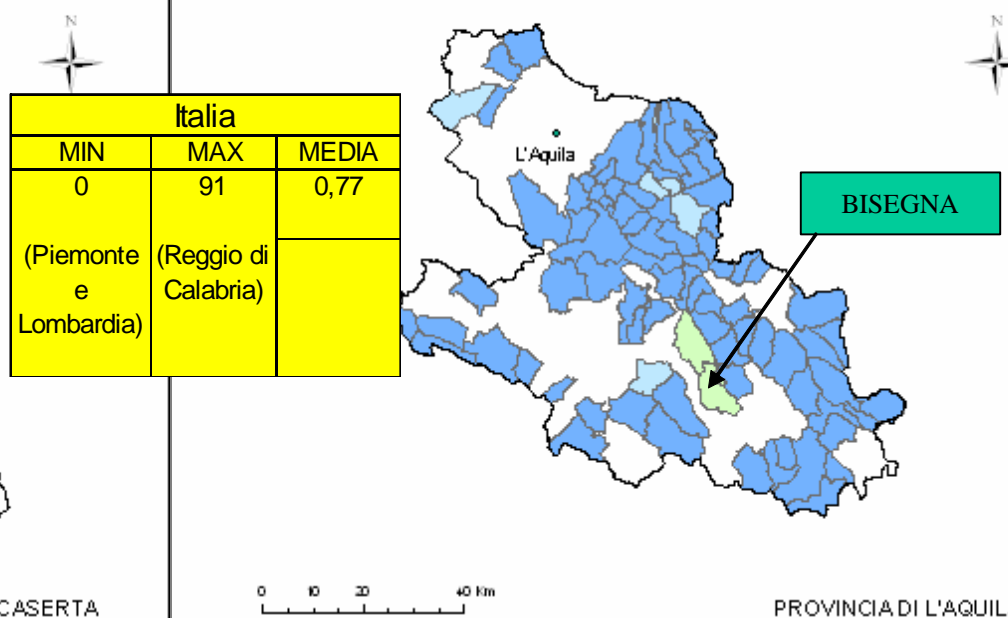 N
N
Italia
MIN MAX MEDIA
0 91 0,77
(Piemonte e Lombardia)
(Reggio di Calabria)
L'Aquila
BISEGNA
0 10 20 40 Km
CASERTA
PROVINCIA DI L'AQUIL